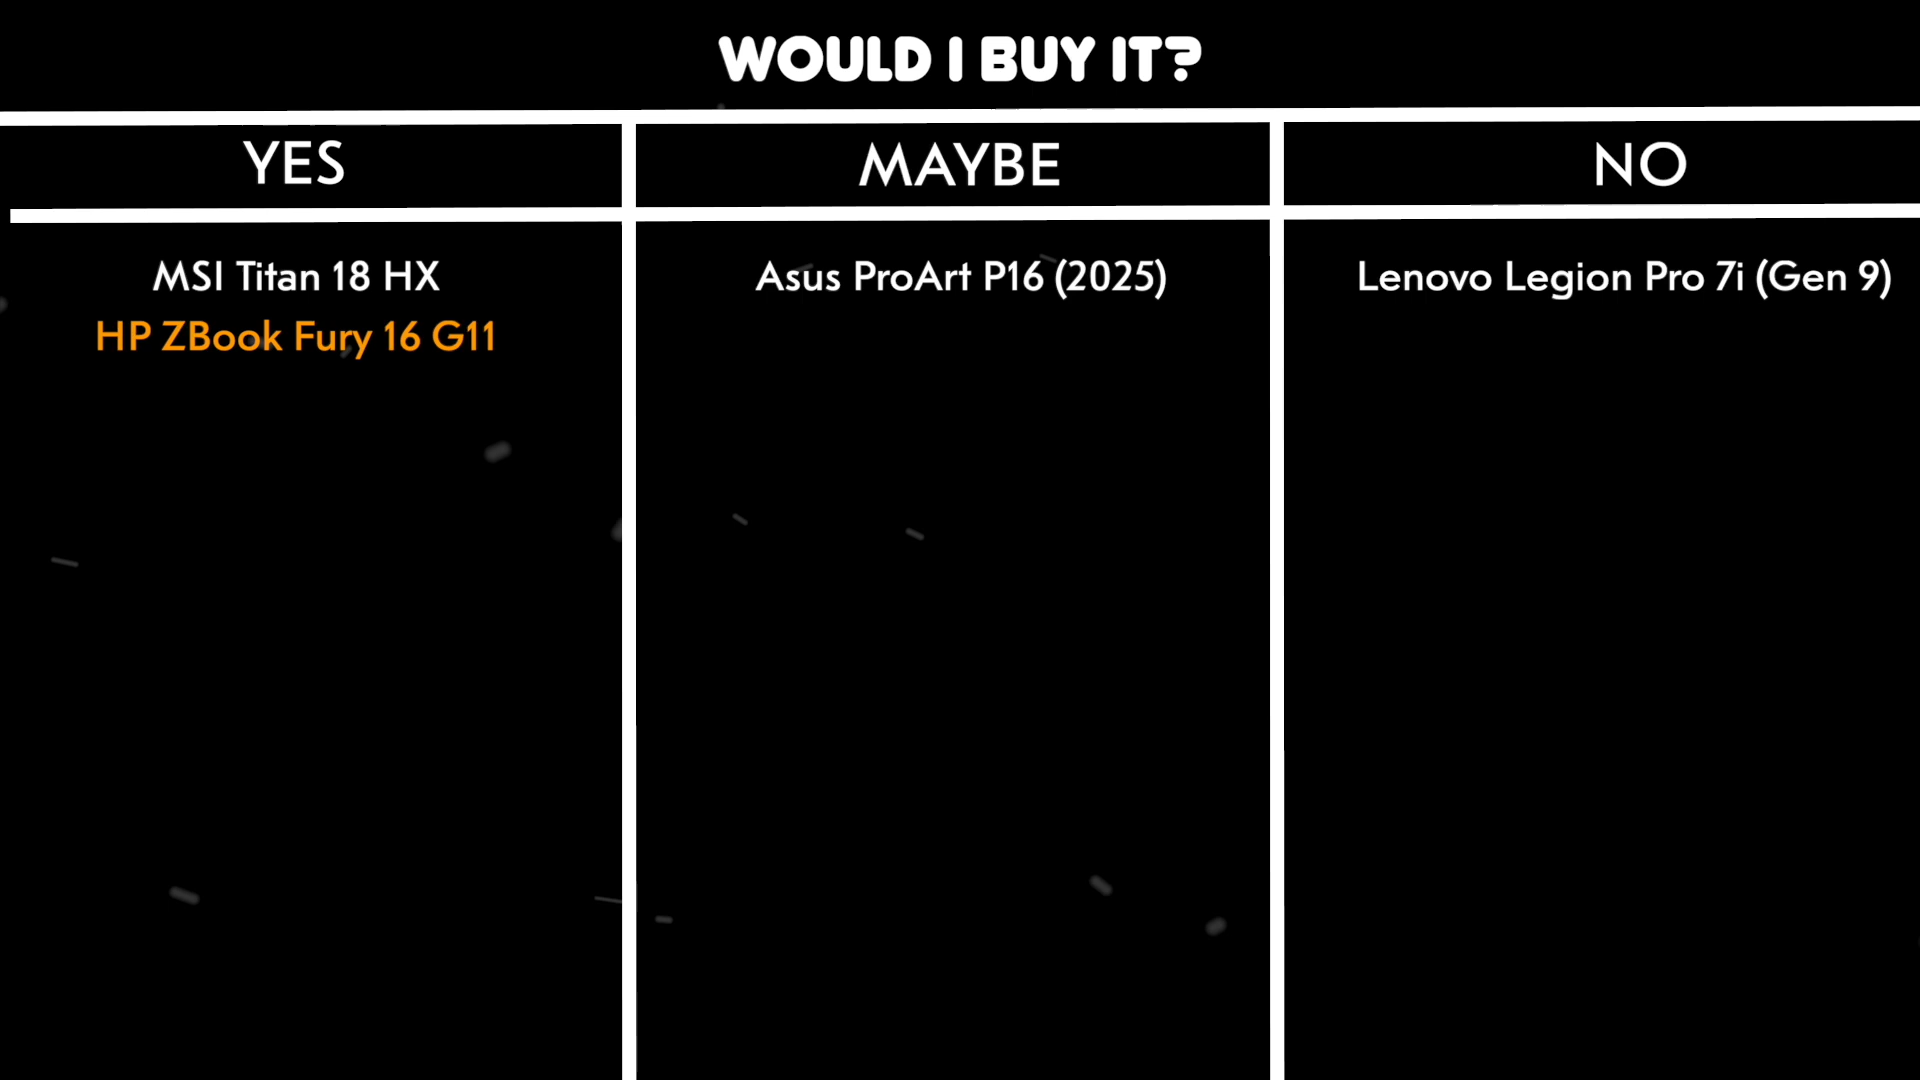 WOULD I BUY IT?
YES
MAYBE
NO
MSI Titan 18 HX
Asus ProArt P16 (2025)
Lenovo Legion Pro 7i (Gen 9)
HP ZBook Fury 16 G11